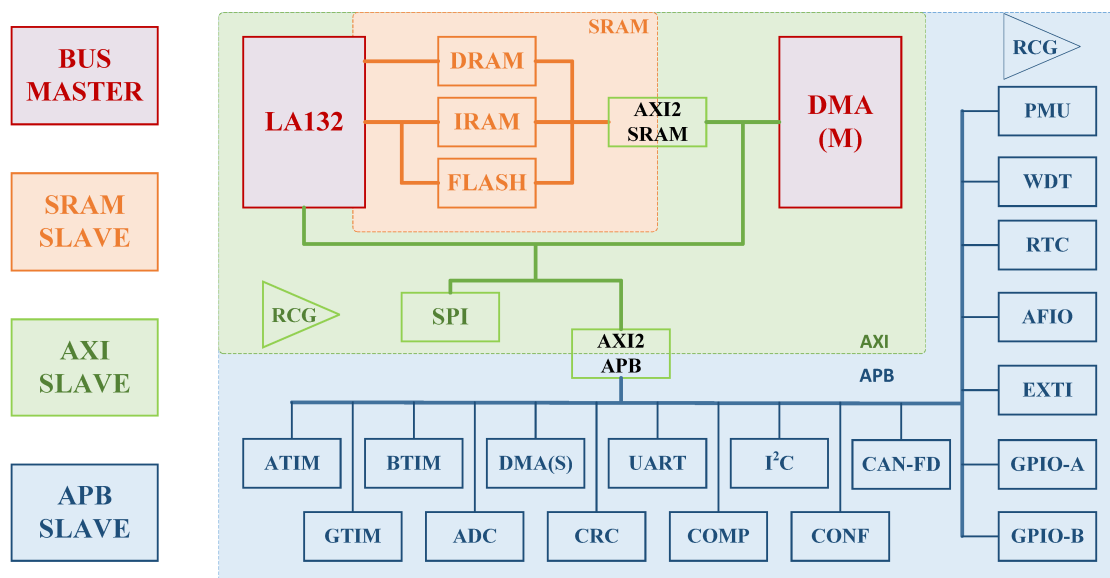 BUS
MASTER
SRAM
SLAVE
AXI
SLAVE
APB
SLAVE
SRAM
LA132
DRAM
IRAM
FLASH
AXI2
SRAM
DMA
(M)
RCG
SPI
AXI2
APB
AXI
APB
RCG
PMU
WDT
RTC
AFIO
EXTI
GPIO-A
GPIO-B
ATIM
BTIM
DMA(S)
UART
I²C
CAN-FD
GTIM
ADC
CRC
COMP
CONF